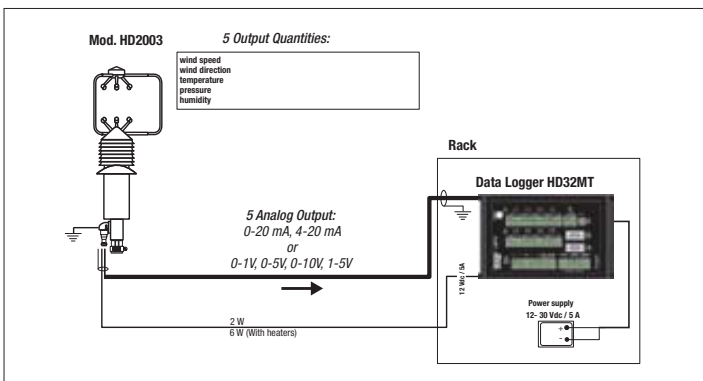 Mod. HD2003
5 Output Quantities:
wind speed
wind direction
temperature
pressure
humidity
Rack
Data Logger HD32MT
5 Analog Output:
0-20 mA, 4-20 mA
or
0-1V, 0-5V, 0-10V, 1-5V
12 Vdc / 5A
Power supply
12- 30 Vdc / 5 A
+
-
2 W
6 W (With heaters)